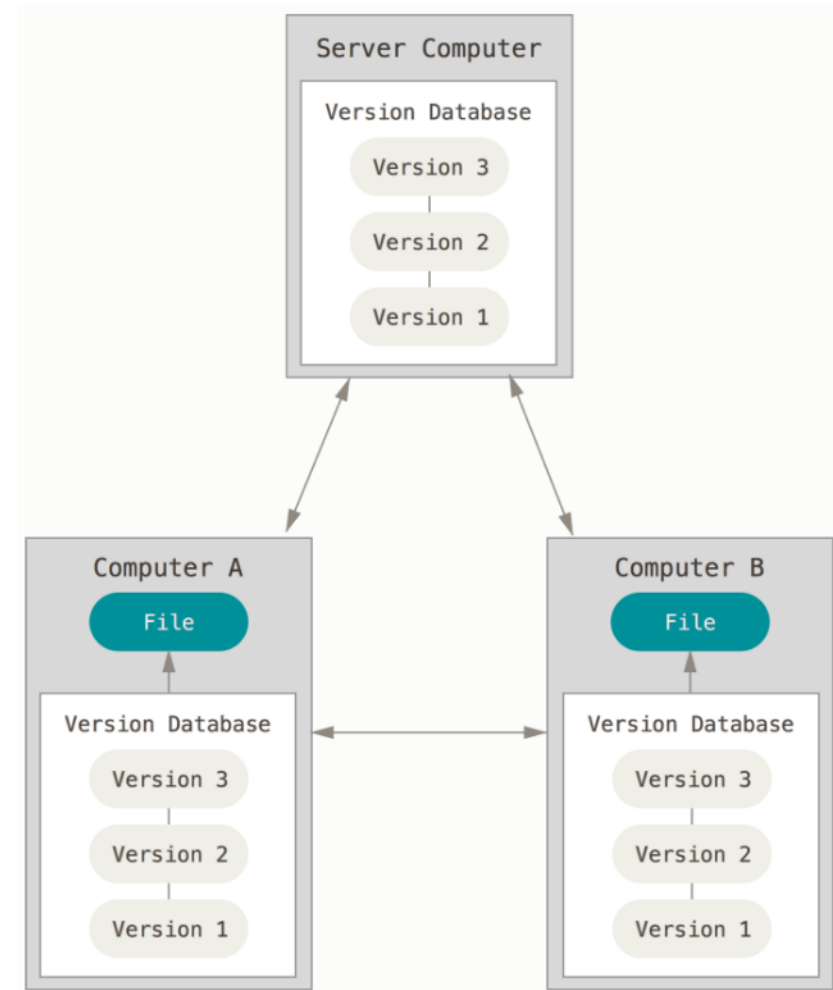 Server Computer
Version Database
Version 3
Version 2
Version 1
Computer A
File
Version Database
Version 3
Version 2
Version 1
Computer B
File
Version Database
Version 3
Version 2
Version 1